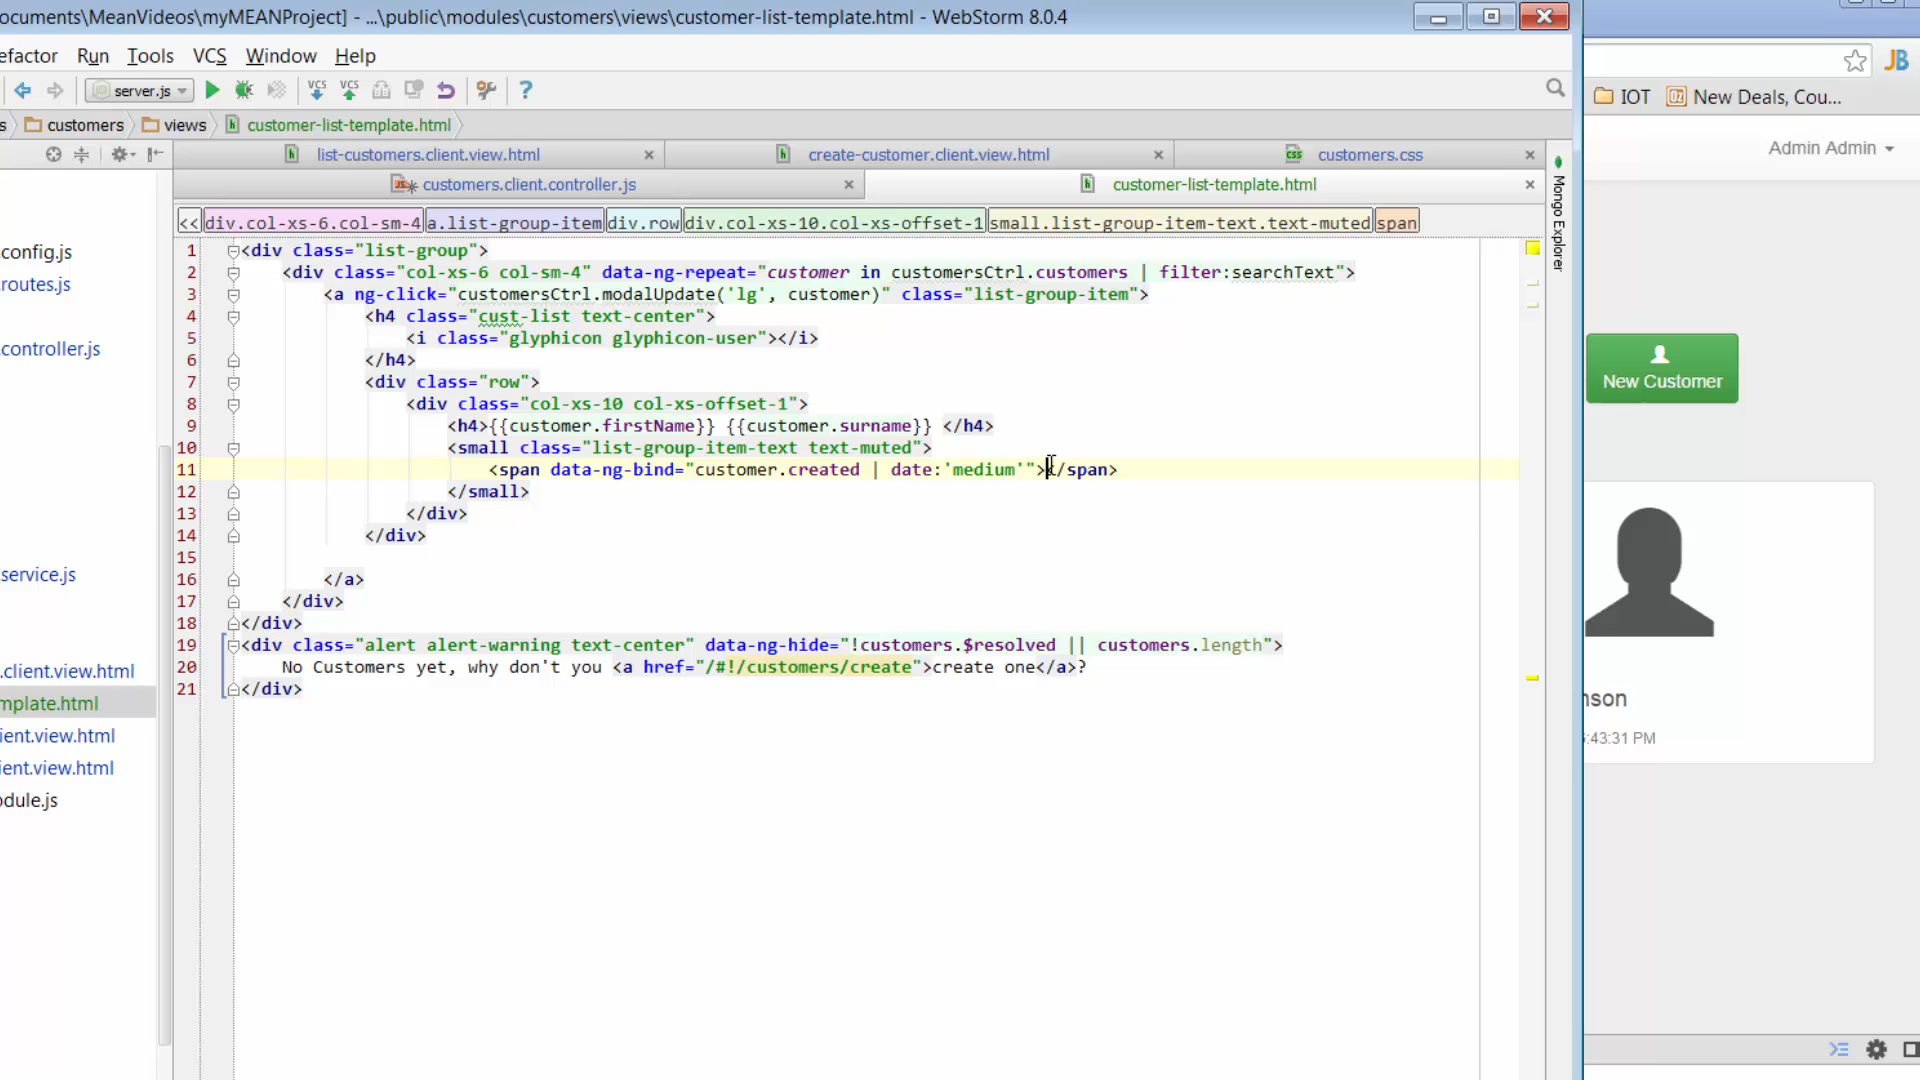 ocuments\MeanVideos\myMEANProject] - ...\public\modules\customers\views\customer-list-template.html - WebStorm 8.0.4
efactor Run Tools VCS Window Help
server.js VCS VCS ?
s customers views customer-list-template.html
list-customers.client.view.html create-customer.client.view.html customers.css
customers.client.controller.js customer-list-template.html
<< div.col-xs-6.col-sm-4 a.list-group-item div.row div.col-xs-10.col-xs-offset-1 small.list-group-item-text.text-muted span
1 <div class="list-group">
2 <div class="col-xs-6 col-sm-4" data-ng-repeat="customer in customersCtrl.customers | filter:searchText">
3 <a ng-click="customersCtrl.modalUpdate('lg', customer)" class="list-group-item">
4 <h4 class="cust-list text-center">
5 <i class="glyphicon glyphicon-user"></i>
6 </h4>
7 <div class="row">
8 <div class="col-xs-10 col-xs-offset-1">
9 <h4>{{customer.firstName}} {{customer.surname}} </h4>
10 <small class="list-group-item-text text-muted">
11 <span data-ng-bind="customer.created | date:'medium'"></span>
12 </small>
13 </div>
14 </div>
15
16 </a>
17 </div>
18 </div>
19 <div class="alert alert-warning text-center" data-ng-hide="!customers.$resolved || customers.length">
20 No Customers yet, why don't you <a href="/#!/customers/create">create one</a>?
21 </div>
config.js
routes.js
controller.js
service.js
.client.view.html
mplate.html
ient.view.html
ient.view.html
odule.js
Mongo Explorer
JB
IOT New Deals, Cou...
Admin Admin
New Customer
nson
:43:31 PM